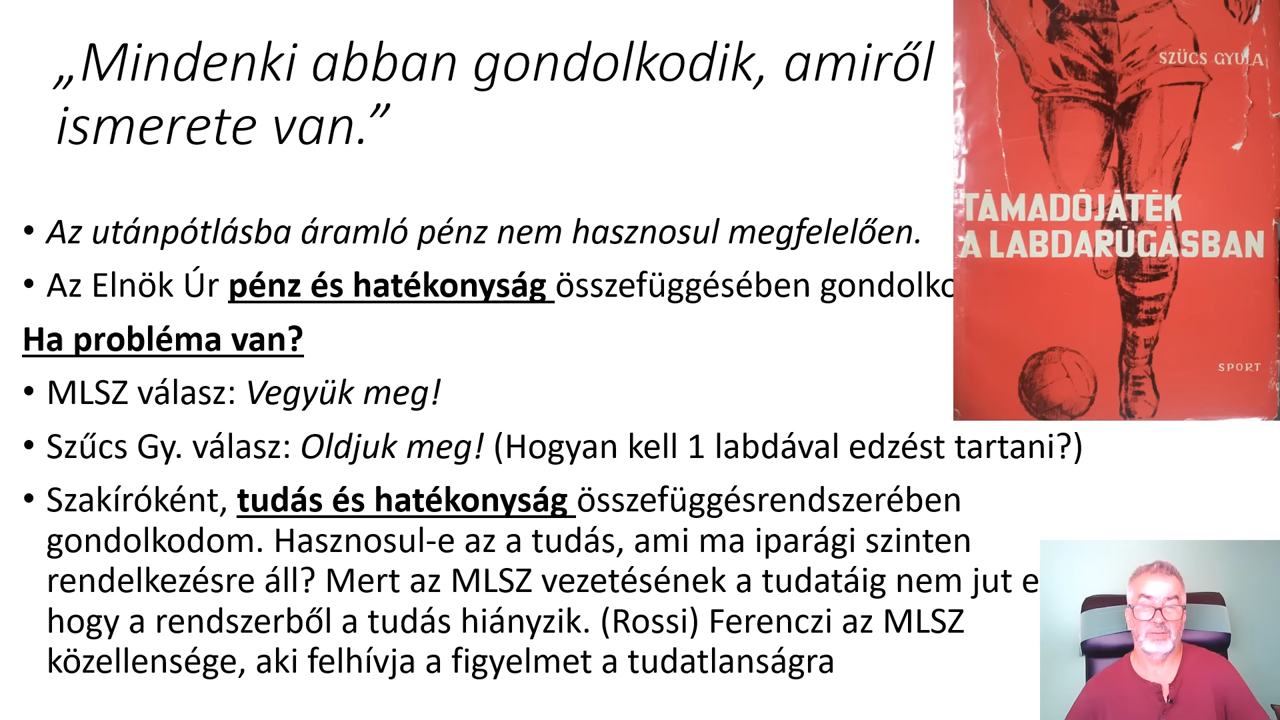 „Mindenki abban gondolkodik, amiről
ismerete van.”
• Az utánpótlásba áramló pénz nem hasznosul megfelelően.
• Az Elnök Úr pénz és hatékonyság összefüggésében gondolko
Ha probléma van?
• MLSZ válasz: Vegyük meg!
• Szűcs Gy. válasz: Oldjuk meg! (Hogyan kell 1 labdával edzést tartani?)
• Szakíróként, tudás és hatékonyság összefüggésrendszerében
gondolkodom. Hasznosul-e az a tudás, ami ma iparági szinten
rendelkezésre áll? Mert az MLSZ vezetésének a tudatáig nem jut e
hogy a rendszerből a tudás hiányzik. (Rossi) Ferenczi az MLSZ
közellensége, aki felhívja a figyelmet a tudatlanságra
SZÜCS GYULA
TÁMADÓJÁTÉK
A LABDARÚGÁSBAN
SPORT